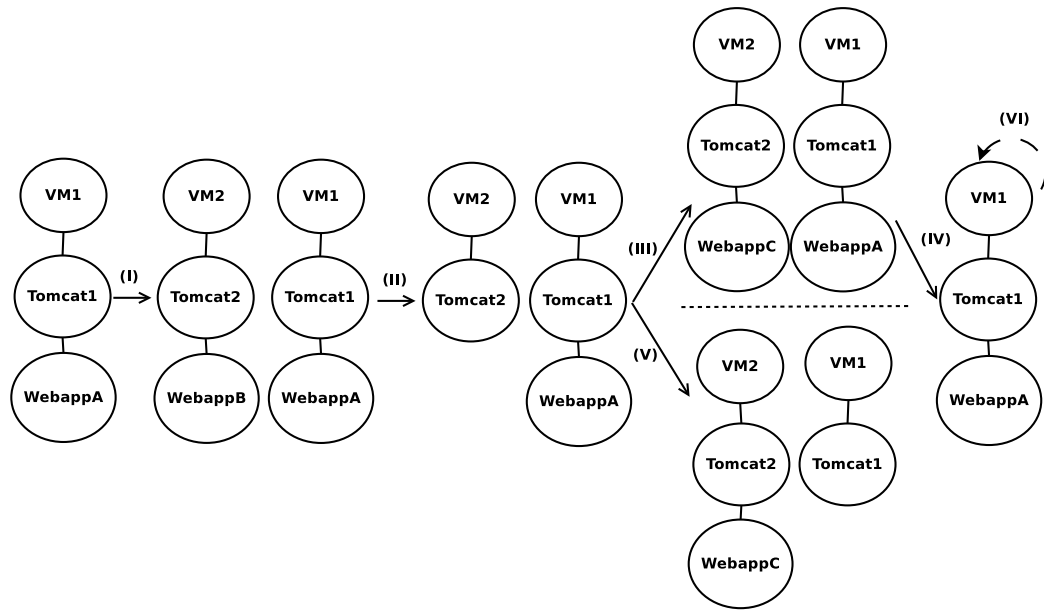 VM1
Tomcat1
WebappA
(I)
VM2
Tomcat2
WebappB
VM1
Tomcat1
WebappA
(II)
VM2
Tomcat2
VM1
Tomcat1
WebappA
(III)
(V)
VM2
Tomcat2
WebappC
VM1
Tomcat1
WebappA
(IV)
VM2
Tomcat2
WebappC
VM1
Tomcat1
(VI)
VM1
Tomcat1
WebappA